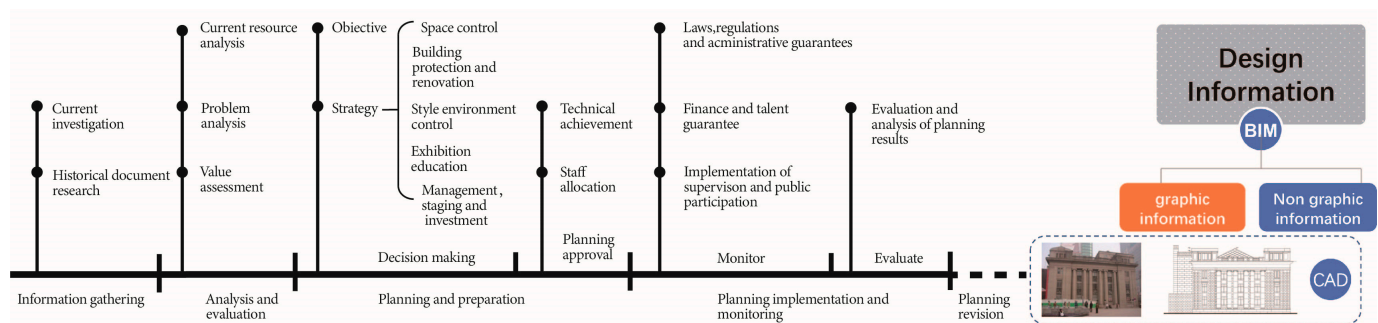 Current
investigation
Historical document
research
Information gathering
Current resource
analysis
Problem
analysis
Value
assessment
Analysis and
evaluation
Objective
Strategy
Space control
Building
protection and
renovation
Style environment
control
Exhibition
education
Management,
staging and
investment
Decision making
Planning and preparation
Technical
achievement
Staff
allocation
Planning
approval
Laws,regulations
and acministrative guarantees
Finance and talent
guarantee
Implementation of
supervison and public
participation
Monitor
Planning implementation and
monitoring
Evaluation and
analysis of planning
results
Evaluate
Planning
revision
Design
Information
BIM
graphic
information
Non graphic
information
CAD